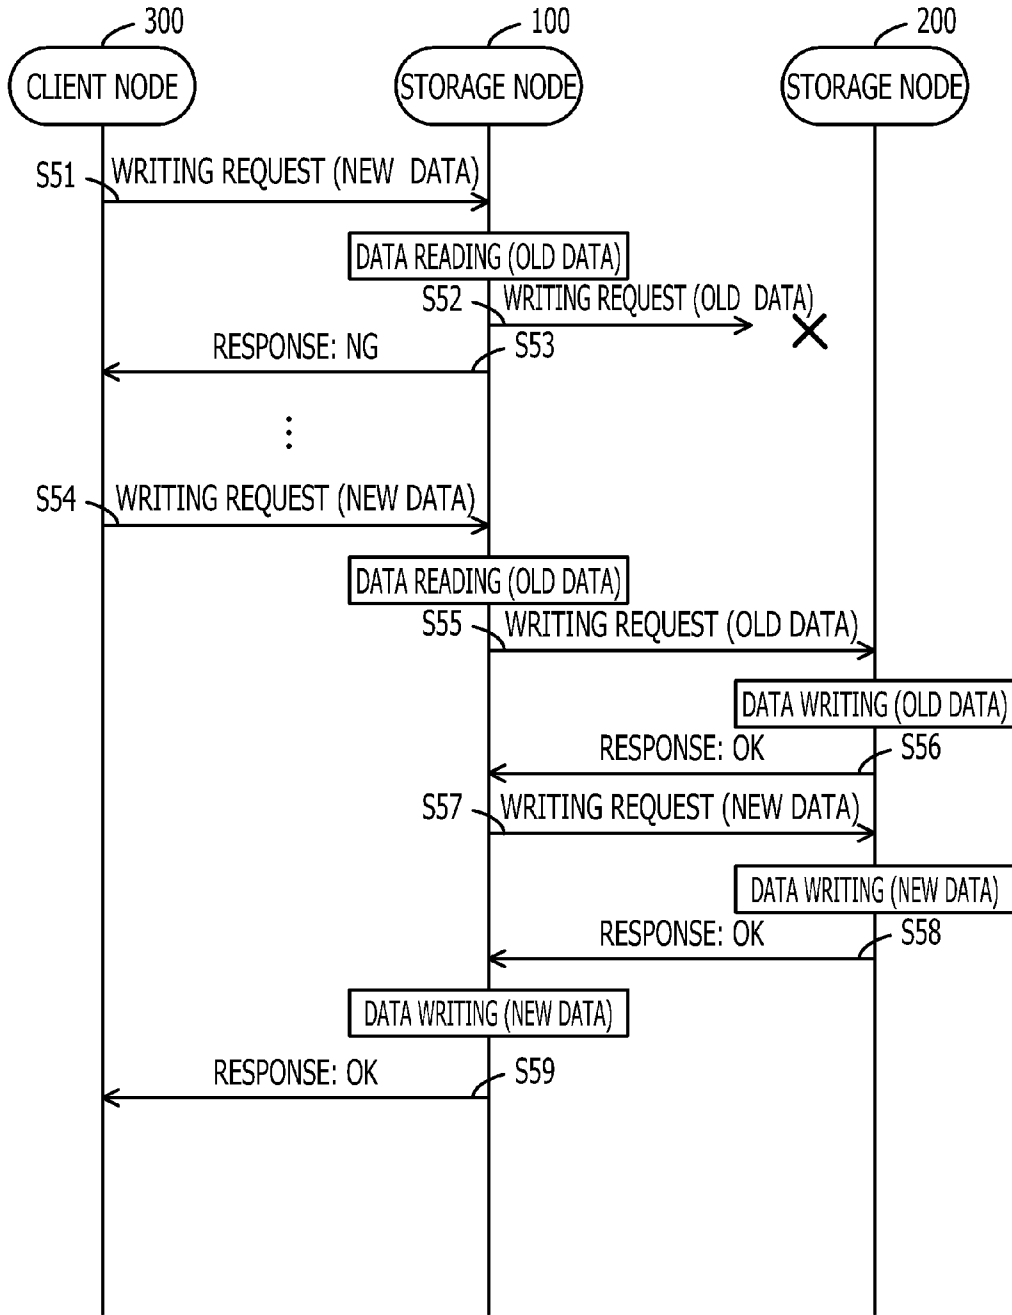 300
100
200
CLIENT NODE
STORAGE NODE
STORAGE NODE
S51
WRITING REQUEST (NEW DATA)
DATA READING (OLD DATA)
S52
WRITING REQUEST (OLD DATA)
RESPONSE: NG
S53
S54
WRITING REQUEST (NEW DATA)
DATA READING (OLD DATA)
S55
WRITING REQUEST (OLD DATA)
DATA WRITING (OLD DATA)
RESPONSE: OK
S56
S57
WRITING REQUEST (NEW DATA)
DATA WRITING (NEW DATA)
RESPONSE: OK
S58
DATA WRITING (NEW DATA)
RESPONSE: OK
S59